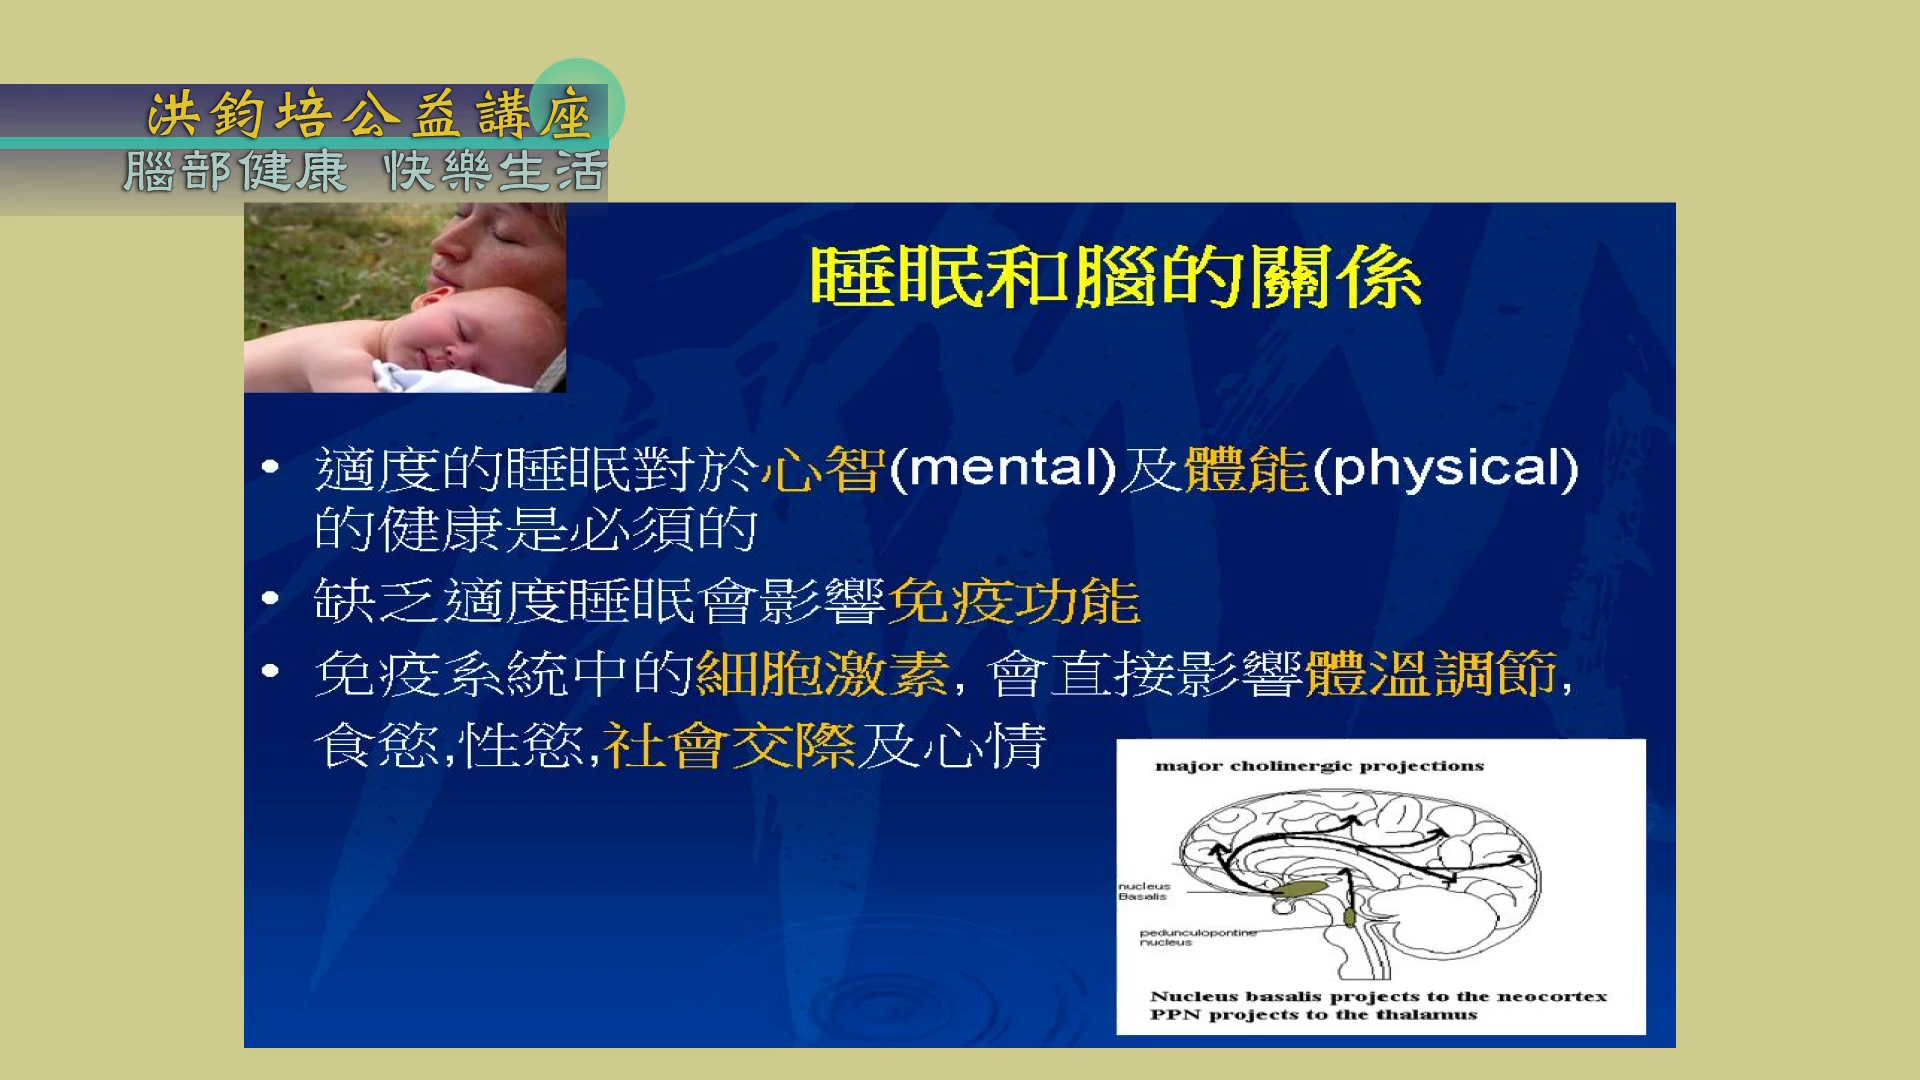 洪鈞培公益講座
腦部健康 快樂生活
睡眠和腦的關係
• 適度的睡眠對於心智(mental)及體能(physical)
的健康是必須的
• 缺乏適度睡眠會影響免疫功能
• 免疫系統中的細胞激素, 會直接影響體溫調節,
食慾,性慾,社會交際及心情
major cholinergic projections
nucleus
Basalis
pedunculopontine
nucleus
Nucleus basalis projects to the neocortex
PPN projects to the thalamus